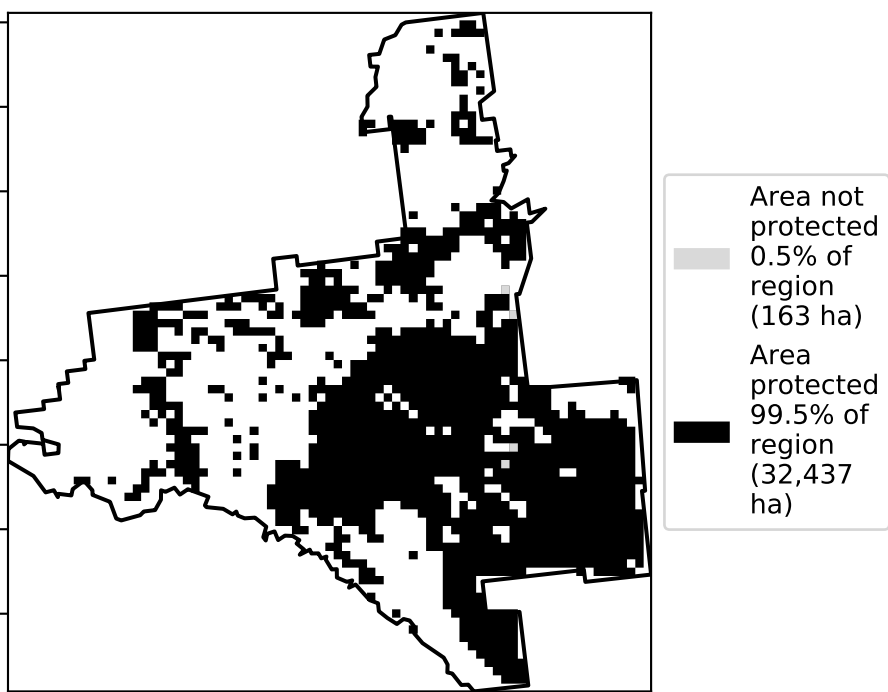 Area not
protected
0.5% of
region
(163 ha)
Area
protected
99.5% of
region
(32,437
ha)